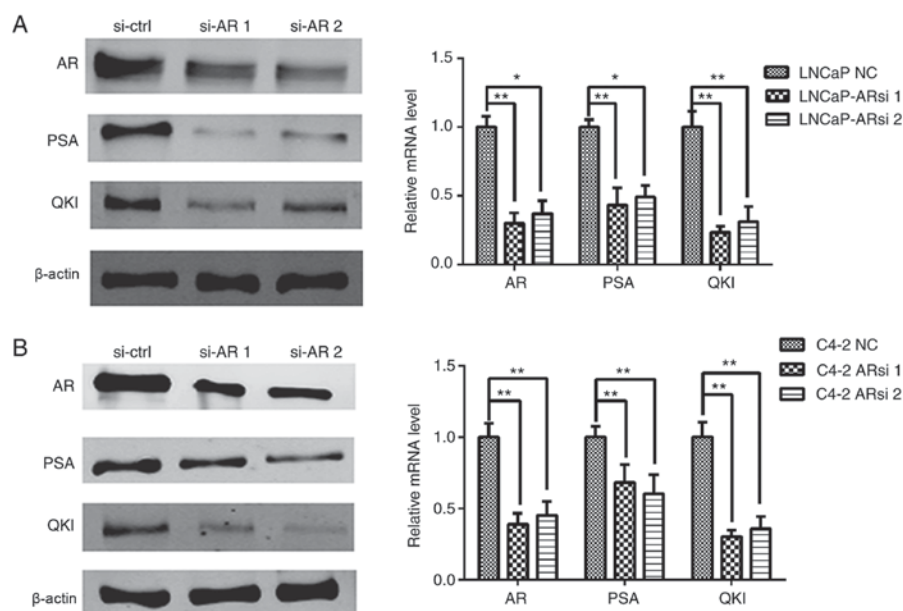 A
si-ctrl si-AR 1 si-AR 2
AR
PSA
QKI
β-actin
Relative mRNA level
1.5
1.0
0.5
0.0
* * **
** ** **
AR PSA QKI
LNCaP NC
LNCaP-ARsi 1
LNCaP-ARsi 2
B
si-ctrl si-AR 1 si-AR 2
AR
PSA
QKI
β-actin
Relative mRNA level
1.5
1.0
0.5
0.0
** ** **
** ** **
AR PSA QKI
C4-2 NC
C4-2 ARsi 1
C4-2 ARsi 2